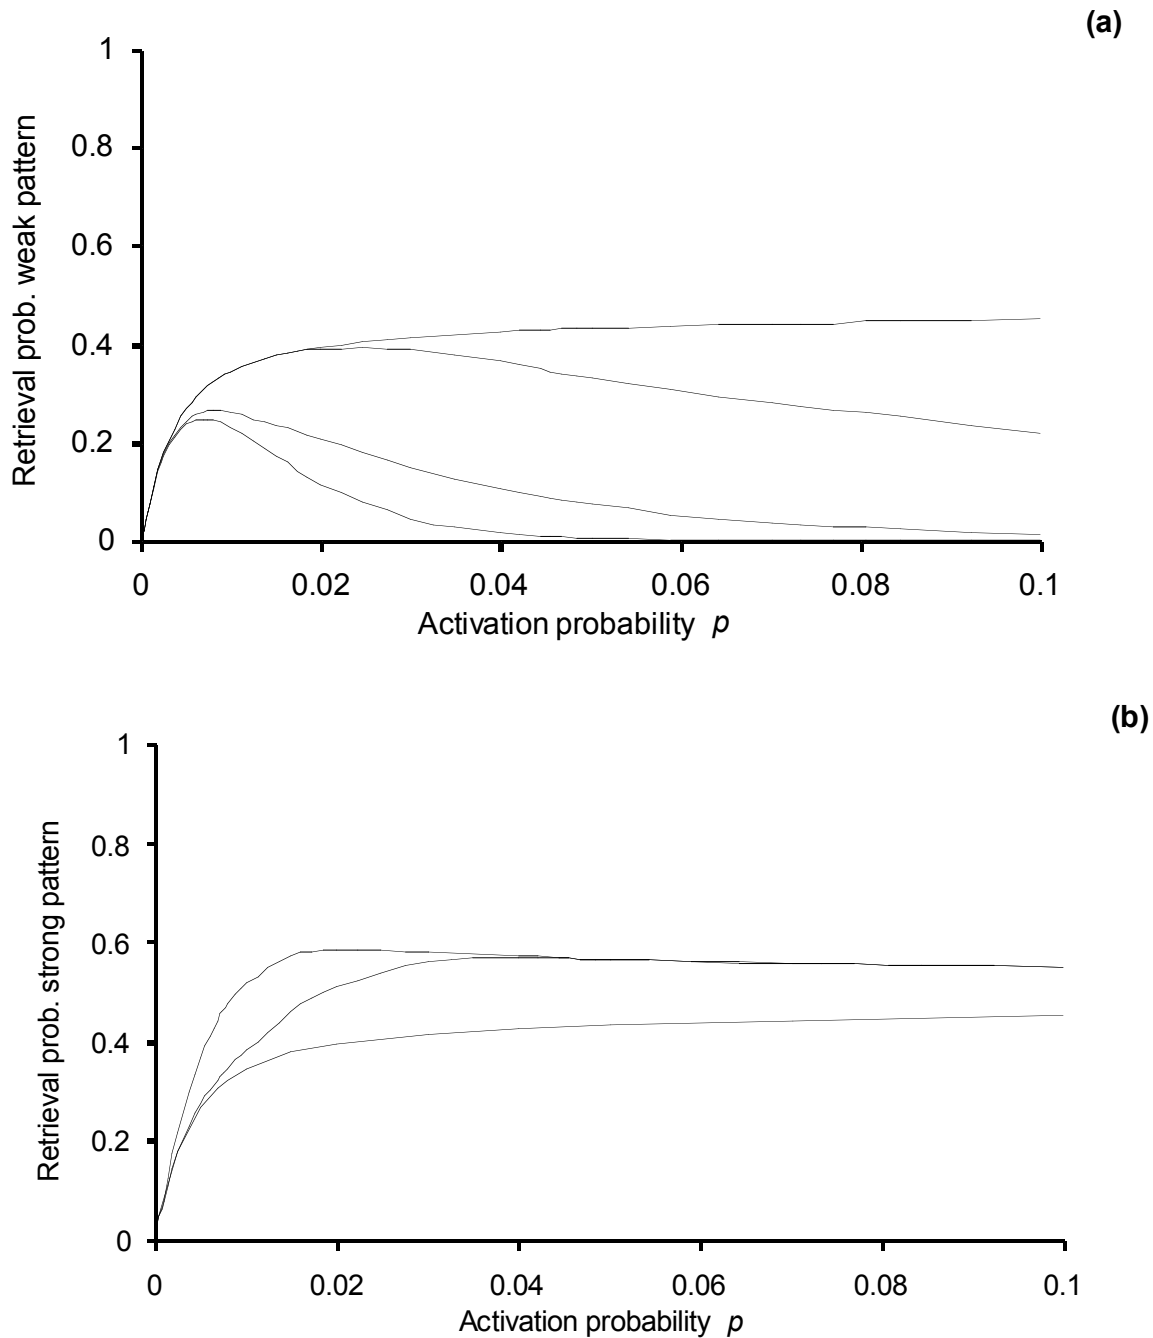 (a)
Retrieval prob. weak pattern
1
0.8
0.6
0.4
0.2
0
0 0.02 0.04 0.06 0.08 0.1
Activation probability p
(b)
Retrieval prob. strong pattern
1
0.8
0.6
0.4
0.2
0
0 0.02 0.04 0.06 0.08 0.1
Activation probability p